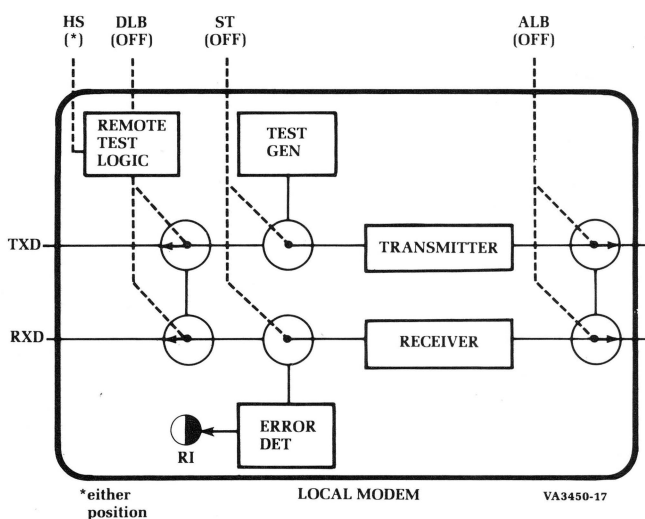 HS DLB ST ALB
(*) (OFF) (OFF) (OFF)
REMOTE
TEST
LOGIC
TEST
GEN
TXD
TRANSMITTER
RXD
RECEIVER
ERROR
DET
RI
*either
position
LOCAL MODEM
VA3450-17